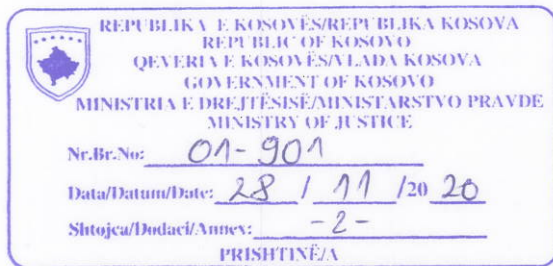 REPUBLIKA E KOSOVËS/REPUBLIKA KOSOVA
REPUBLIC OF KOSOVO
QEVERIA E KOSOVËS/VLADA KOSOVA
GOVERNMENT OF KOSOVO
MINISTRIA E DREJTËSISË/MINISTARSTVO PRAVDE
MINISTRY OF JUSTICE
Nr.Br.No: 01-901
Data/Datum/Date: 28 / 11 /20 20
Shtojca/Dodaci/Annex: -2-
PRISHTINË/A